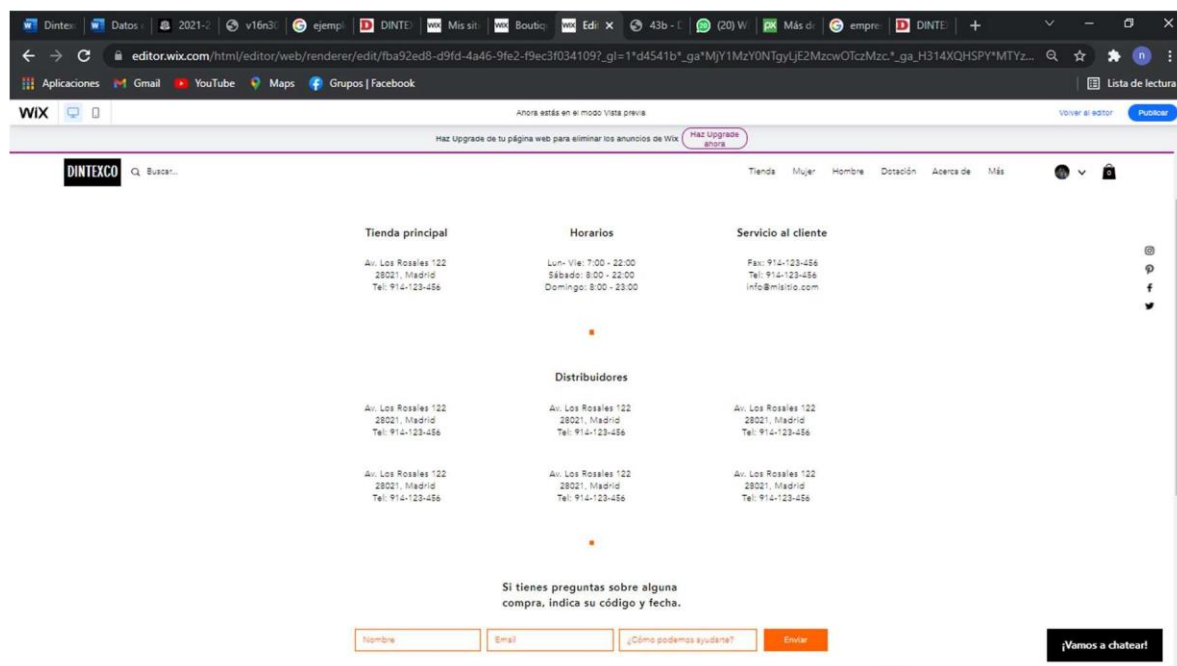 Dintex
Datos
2021-2
v16n30
ejempl
DINTE
Mis sit
Boutiq
Edi
43b - D
(20) W
Más de
empre
DINTE
editor.wix.com/html/editor/web/renderer/edit/fba92ed8-d9fd-4a46-9fe2-f9ec3f034109?_gl=1*d4541b*_ga*MjY1MzY0NTgyLjE2MzcwOTczMzc.*_ga_H314XQHSPY*MTYz...
Aplicaciones Gmail YouTube Maps Grupos | Facebook Lista de lectura
WiX Ahora estás en el modo Vista previa Volver al editor Publicar
Haz Upgrade de tu página web para eliminar los anuncios de Wix Haz Upgrade
ahora
DINTEXCO Buscar... Tienda Mujer Hombre Dotación Acerca de Más 0
Tienda principal
Av. Los Rosales 122
28021, Madrid
Tel: 914-123-456
Horarios
Lun- Vie: 7:00 - 22:00
Sábado: 8:00 - 22:00
Domingo: 8:00 - 23:00
Servicio al cliente
Fax: 914-123-456
Tel: 914-123-456
info@misitio.com
Distribuidores
Av. Los Rosales 122
28021, Madrid
Tel: 914-123-456
Av. Los Rosales 122
28021, Madrid
Tel: 914-123-456
Av. Los Rosales 122
28021, Madrid
Tel: 914-123-456
Av. Los Rosales 122
28021, Madrid
Tel: 914-123-456
Av. Los Rosales 122
28021, Madrid
Tel: 914-123-456
Av. Los Rosales 122
28021, Madrid
Tel: 914-123-456
Si tienes preguntas sobre alguna
compra, indica su código y fecha.
Nombre Email ¿Cómo podemos ayudarte? Enviar
¡Vamos a chatear!